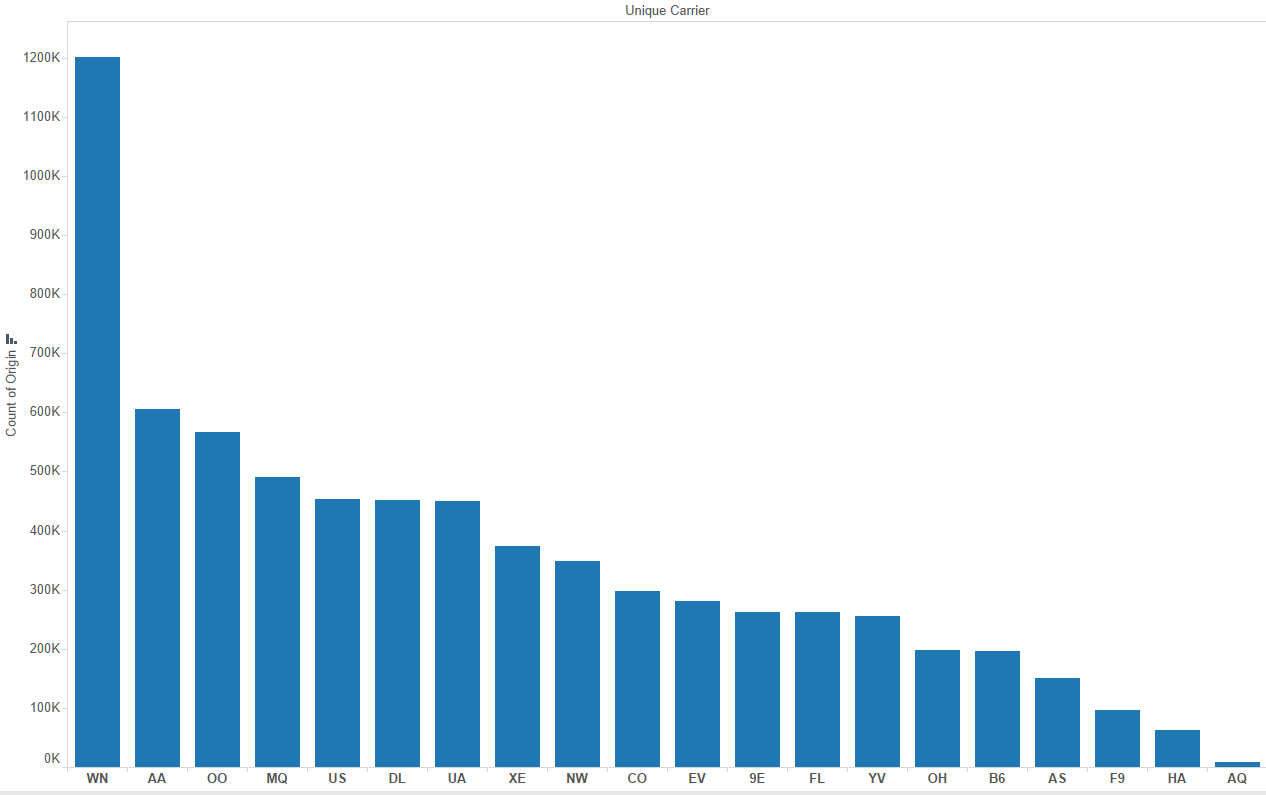 Unique Carrier
1200K
1100K
1000K
900K
800K
700K
600K
500K
400K
300K
200K
100K
0K
Count of Origin
WN AA OO MQ US DL UA XE NW CO EV 9E FL YV OH B6 AS F9 HA AQ